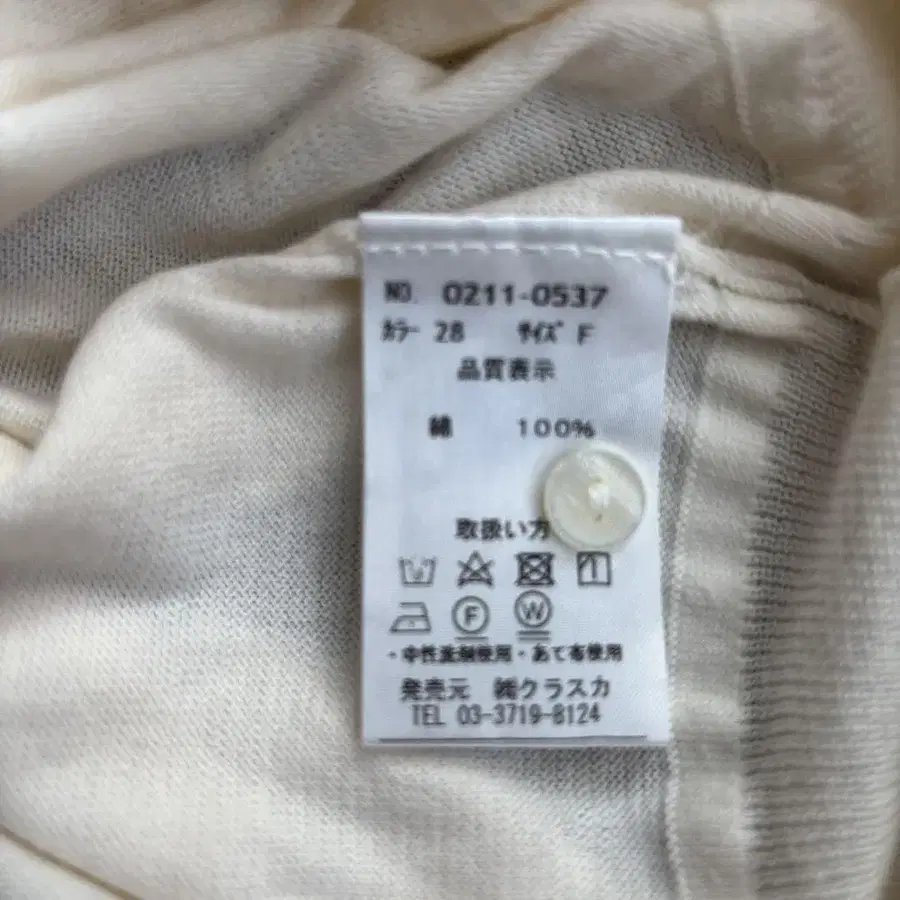 NO. 0211-0537
ｶﾗｰ 28 ｻｲｽﾞ F
品質表示
綿 100%
取扱い方
F W
・中性洗剤使用・あて布使用
発売元 ㈱クラスカ
TEL 03-3719-8124